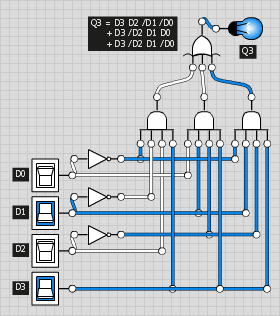 Q3 = D3 D2 /D1 /D0
+ D3 /D2 D1 D0
+ D3 /D2 D1 /D0
Q3
D0
D1
D2
D3